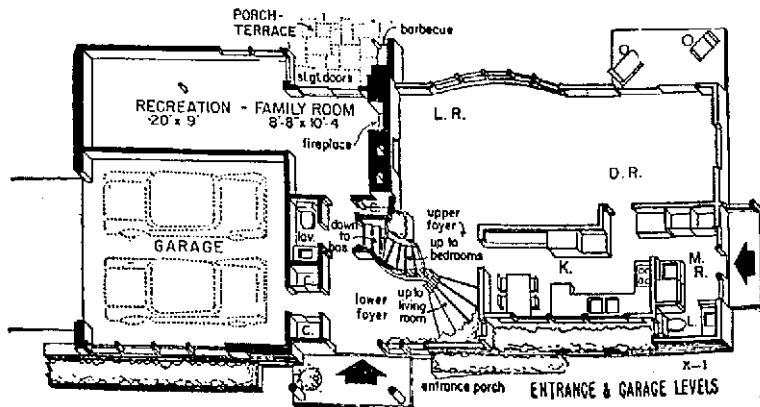 PORCH-
TERRACE
barbecue
sl.gl.doors
RECREATION - FAMILY ROOM
20' x 9'
8'-8" x 10'-4
fireplace
L. R.
D. R.
C.
lav.
down
to
bas.
upper
foyer
up to
bedrooms
GARAGE
K.
M.
R.
C
lower
foyer
up to
living
room
L.
C.
entrance porch
X-1
ENTRANCE & GARAGE LEVELS